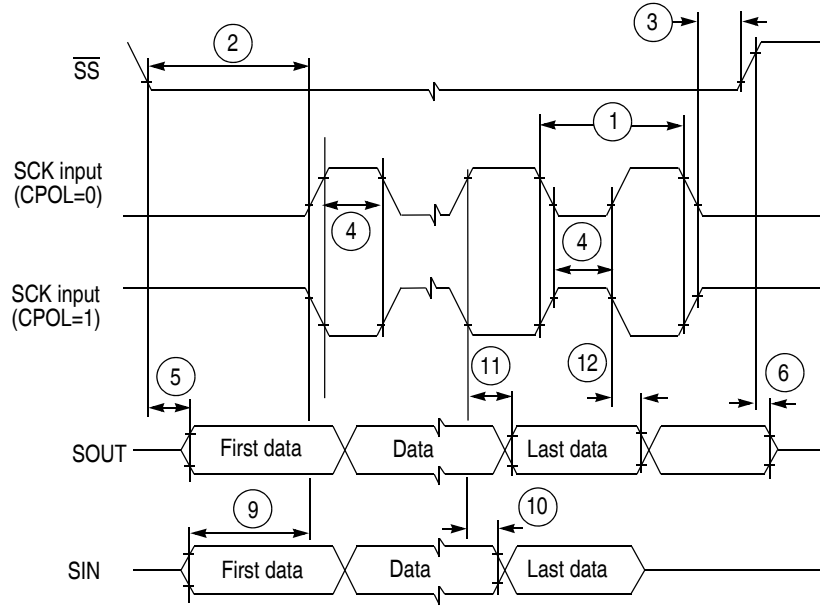 3
2
S̅S̅
1
SCK input
(CPOL=0)
4
4
SCK input
(CPOL=1)
11
12
5
6
SOUT
First data
Data
Last data
9
10
SIN
First data
Data
Last data